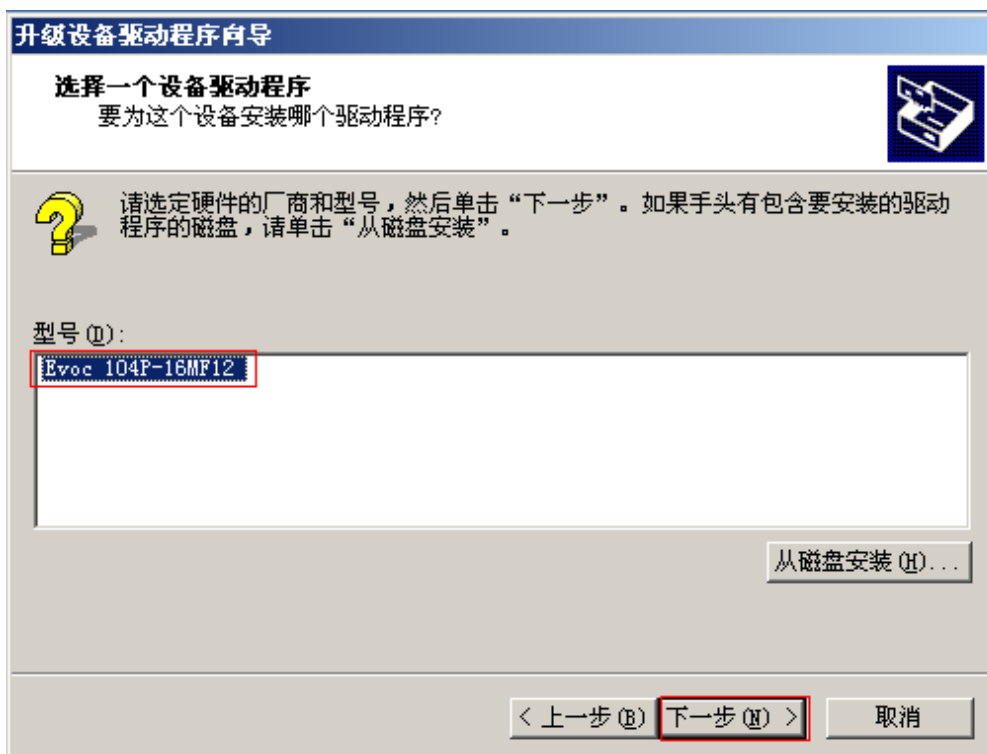 升级设备驱动程序向导
选择一个设备驱动程序
要为这个设备安装哪个驱动程序?
请选定硬件的厂商和型号，然后单击“下一步”。如果手头有包含要安装的驱动
程序的磁盘，请单击“从磁盘安装”。
型号(D):
Evoc 104P-16MF12
从磁盘安装(H)...
< 上一步(B) 下一步(N) > 取消